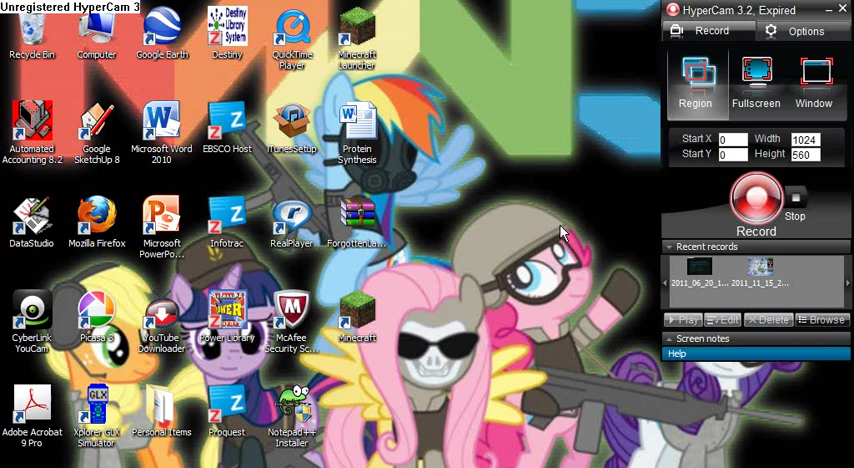 Unregistered HyperCam 3
HyperCam 3.2, Expired
Record
Options
Region
Fullscreen
Window
Start X 0 Width 1024
Start Y 0 Height 560
Record
Stop
Recent records
2011_06_20_1...
2011_11_15_2...
Play
Edit
Delete
Browse
Screen notes
Help
Recycle Bin
Computer
Google Earth
Destiny
Library
System
Destiny
QuickTime
Player
Minecraft
Launcher
Automated
Accounting 8.2
Google
SketchUp 8
Microsoft Word
2010
EBSCO Host
iTunesSetup
Protein
Synthesis
DataStudio
Mozilla Firefox
Microsoft
PowerPo...
Infotrac
RealPlayer
ForgottenLa...
CyberLink
YouCam
Picasa 3
YouTube
Downloader
Power Library
McAfee
Security Sc...
Minecraft
Adobe Acrobat
9 Pro
GLX
Xplorer GLX
Simulator
Personal Items
Proquest
Notepad++
Installer